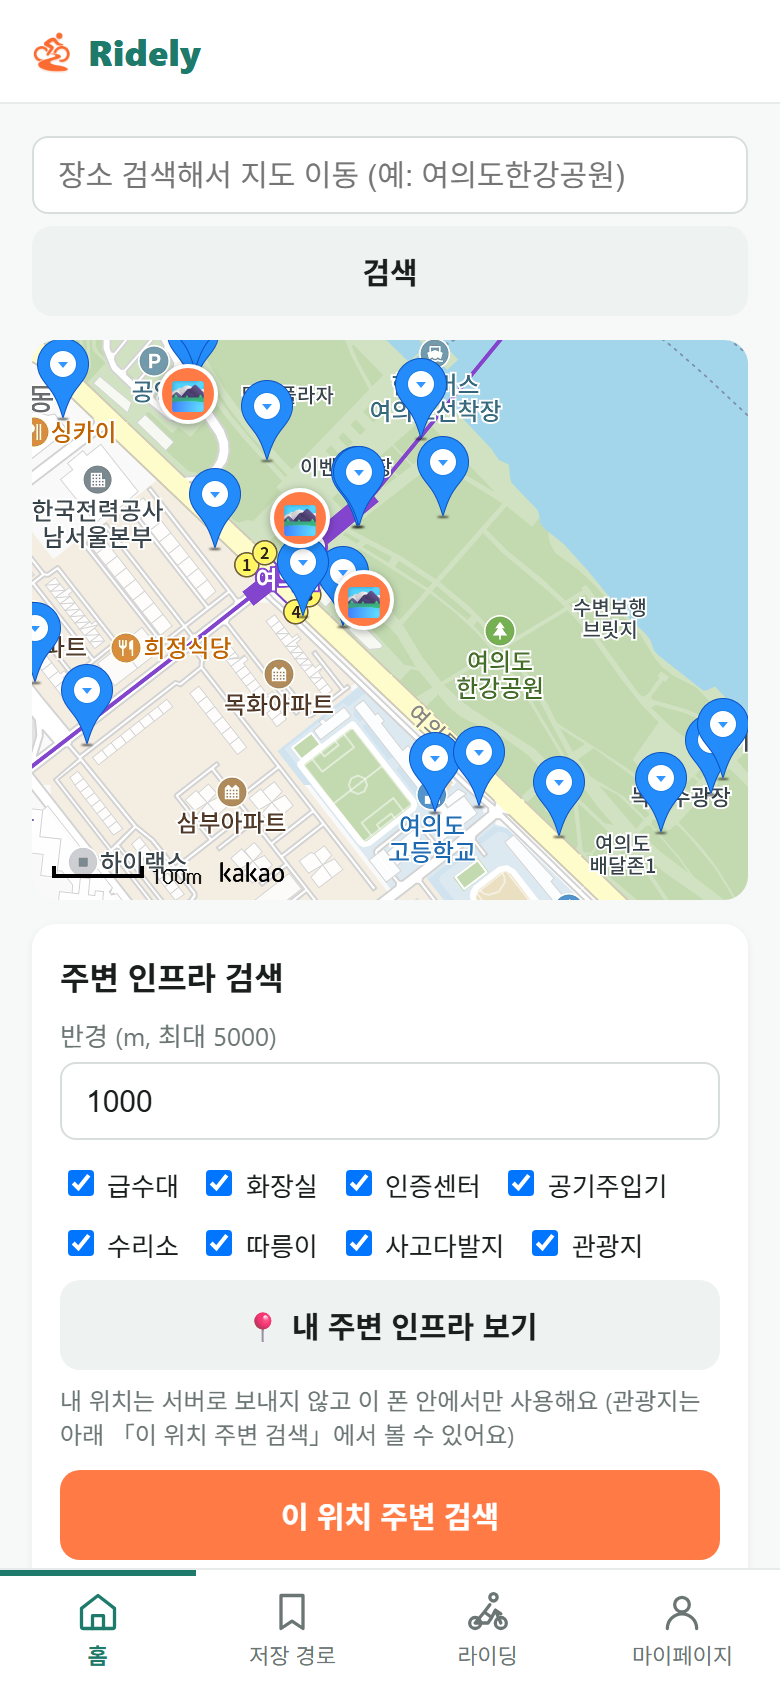 Ridely
장소 검색해서 지도 이동 (예: 여의도한강공원)
검색
P
싱카이
한국전력공사
남서울본부
1
2
4
희정식당
목화아파트
삼부아파트
수변보행
브릿지
여의도
한강공원
여의도
고등학교
여의도
배달존1
하이랙스
100m
kakao
주변 인프라 검색
반경 (m, 최대 5000)
1000
급수대 화장실 인증센터 공기주입기
수리소 따릉이 사고다발지 관광지
내 주변 인프라 보기
내 위치는 서버로 보내지 않고 이 폰 안에서만 사용해요 (관광지는
아래 「이 위치 주변 검색」에서 볼 수 있어요)
이 위치 주변 검색
홈 저장 경로 라이딩 마이페이지